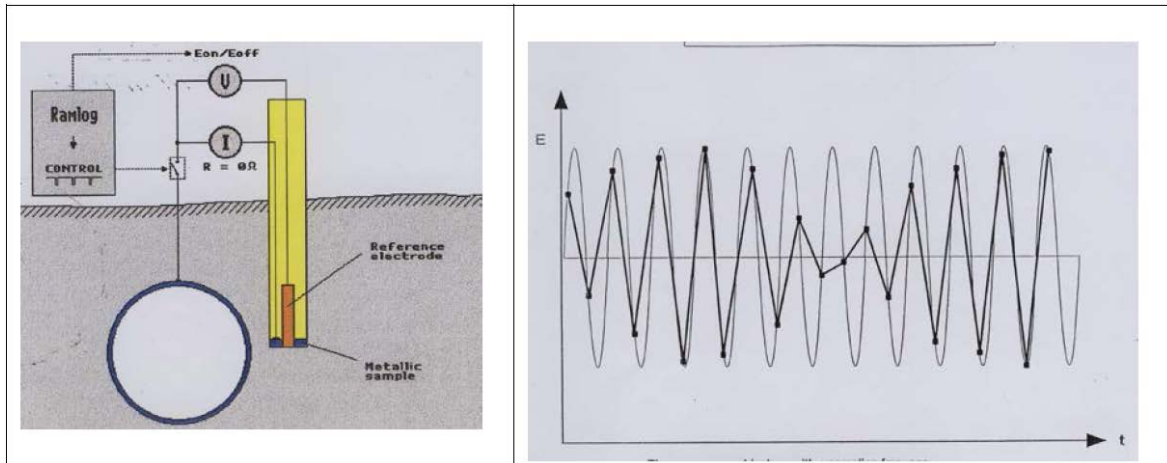 Eon/Eoff
V
Ramlog
I
CONTROL
R = 0Ω
Reference
electrode
Metallic
sample
E
t